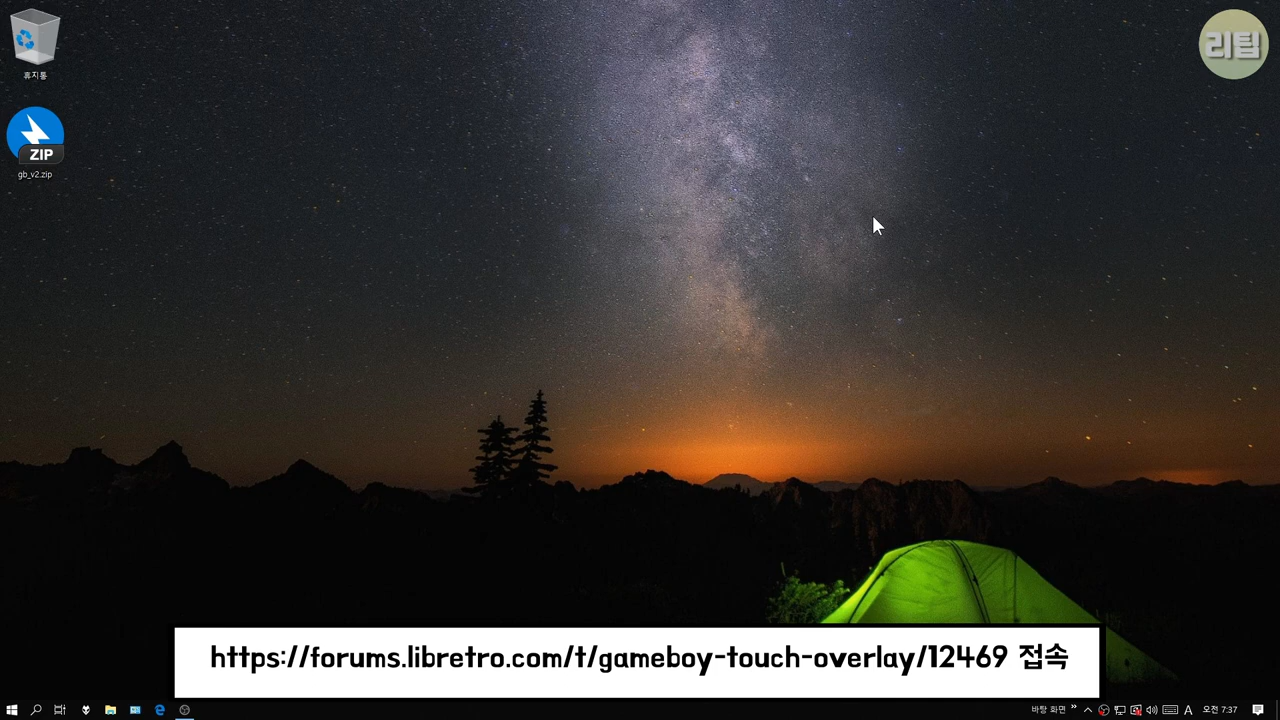 휴지통
리팁
ZIP
gb_v2.zip
https://forums.libretro.com/t/gameboy-touch-overlay/12469 접속
바탕 화면 » A 오전 7:37